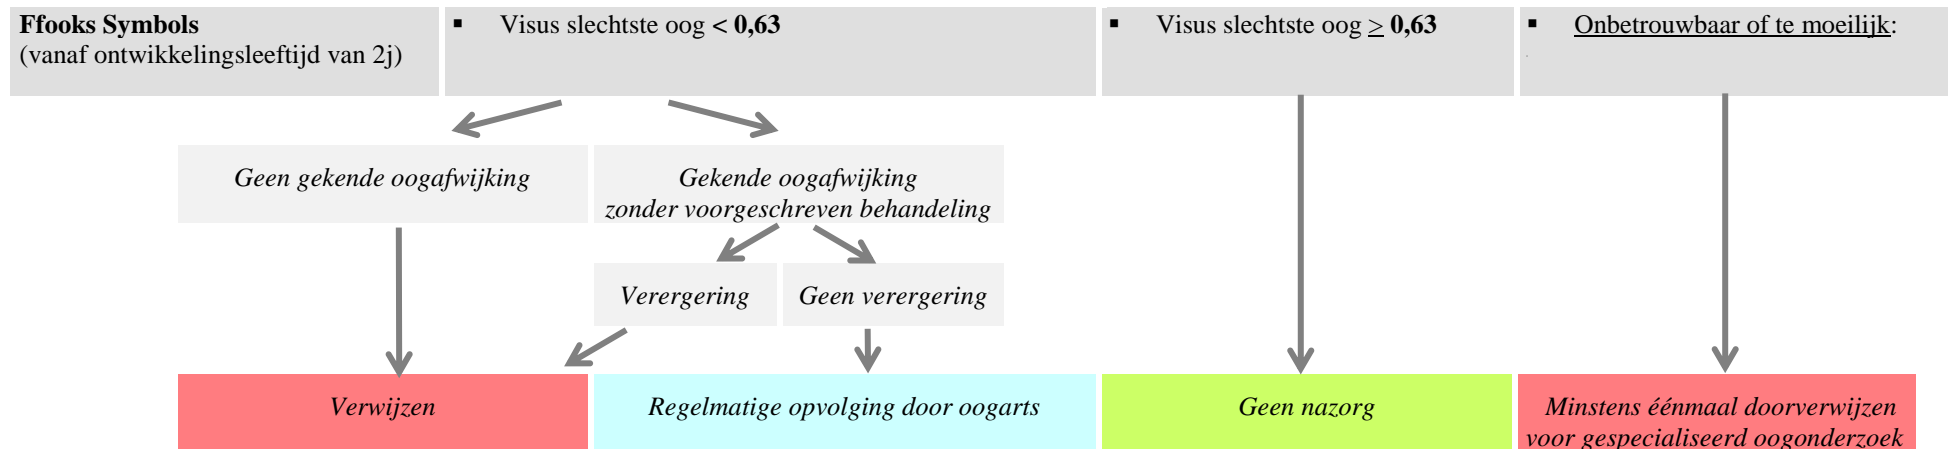 Ffooks Symbols
(vanaf ontwikkelingsleeftijd van 2j)
▪ Visus slechtste oog < 0,63
▪ Visus slechtste oog ≥ 0,63
▪ Onbetrouwbaar of te moeilijk:
Geen gekende oogafwijking
Gekende oogafwijking
zonder voorgeschreven behandeling
Verergering
Geen verergering
Verwijzen
Regelmatige opvolging door oogarts
Geen nazorg
Minstens éénmaal doorverwijzen
voor gespecialiseerd oogonderzoek